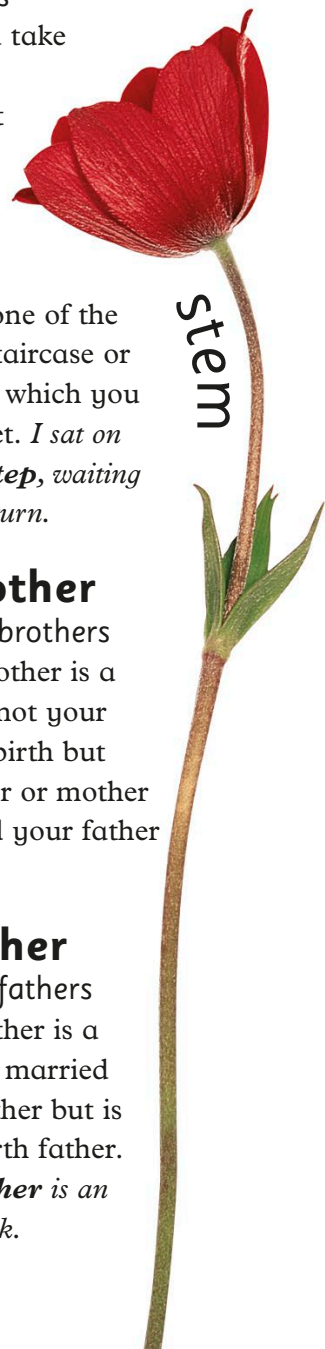 take
t
one of the
taircase or
which you
et. I sat on
tep, waiting
urn.
stem
other
brothers
other is a
not your
birth but
r or mother
d your father
her
fathers
ther is a
married
ther but is
rth father.
her is an
k.